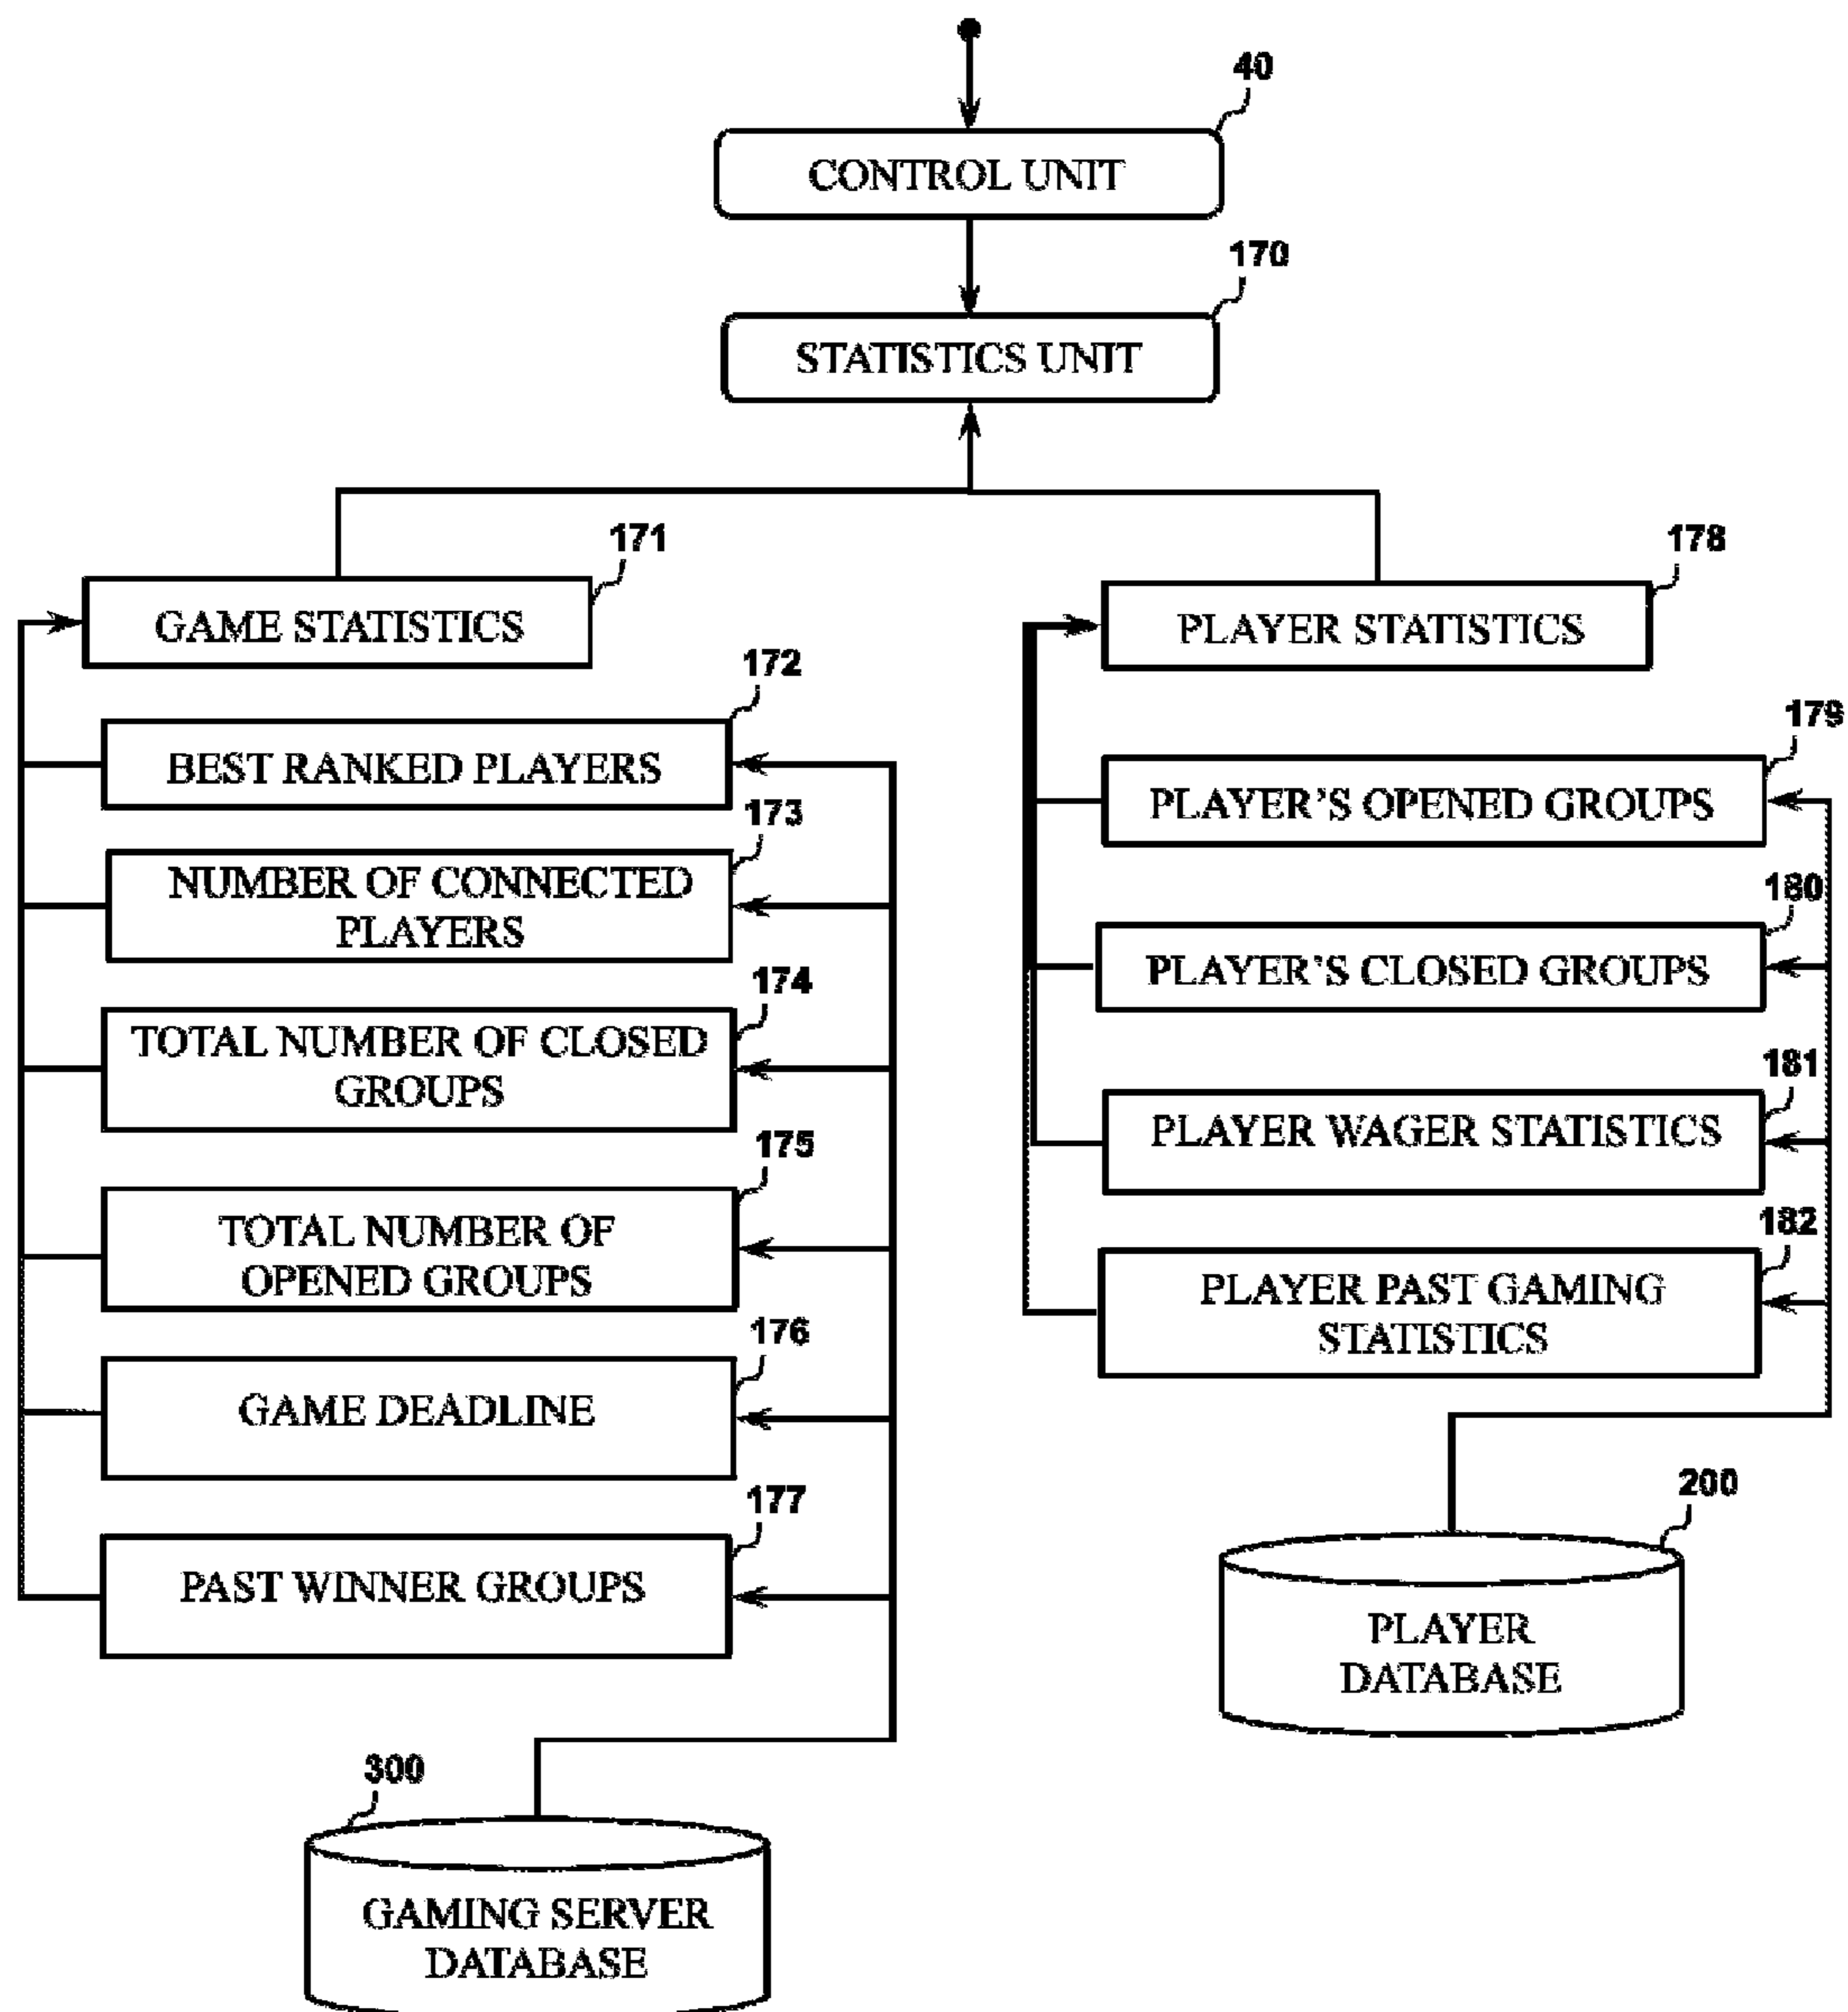 40
CONTROL UNIT
170
STATISTICS UNIT
171
GAME STATISTICS
172
BEST RANKED PLAYERS
173
NUMBER OF CONNECTED
PLAYERS
174
TOTAL NUMBER OF CLOSED
GROUPS
175
TOTAL NUMBER OF
OPENED GROUPS
176
GAME DEADLINE
177
PAST WINNER GROUPS
300
GAMING SERVER
DATABASE
178
PLAYER STATISTICS
179
PLAYER'S OPENED GROUPS
180
PLAYER'S CLOSED GROUPS
181
PLAYER WAGER STATISTICS
182
PLAYER PAST GAMING
STATISTICS
200
PLAYER
DATABASE